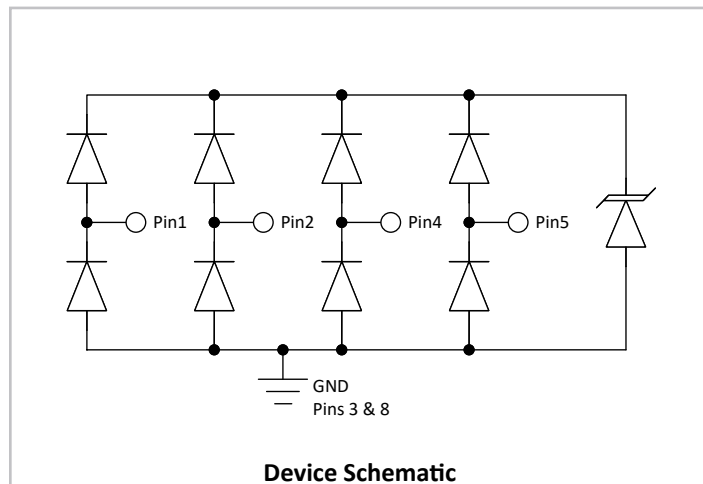 Pin1
Pin2
Pin4
Pin5
GND
Pins 3 & 8
Device Schematic